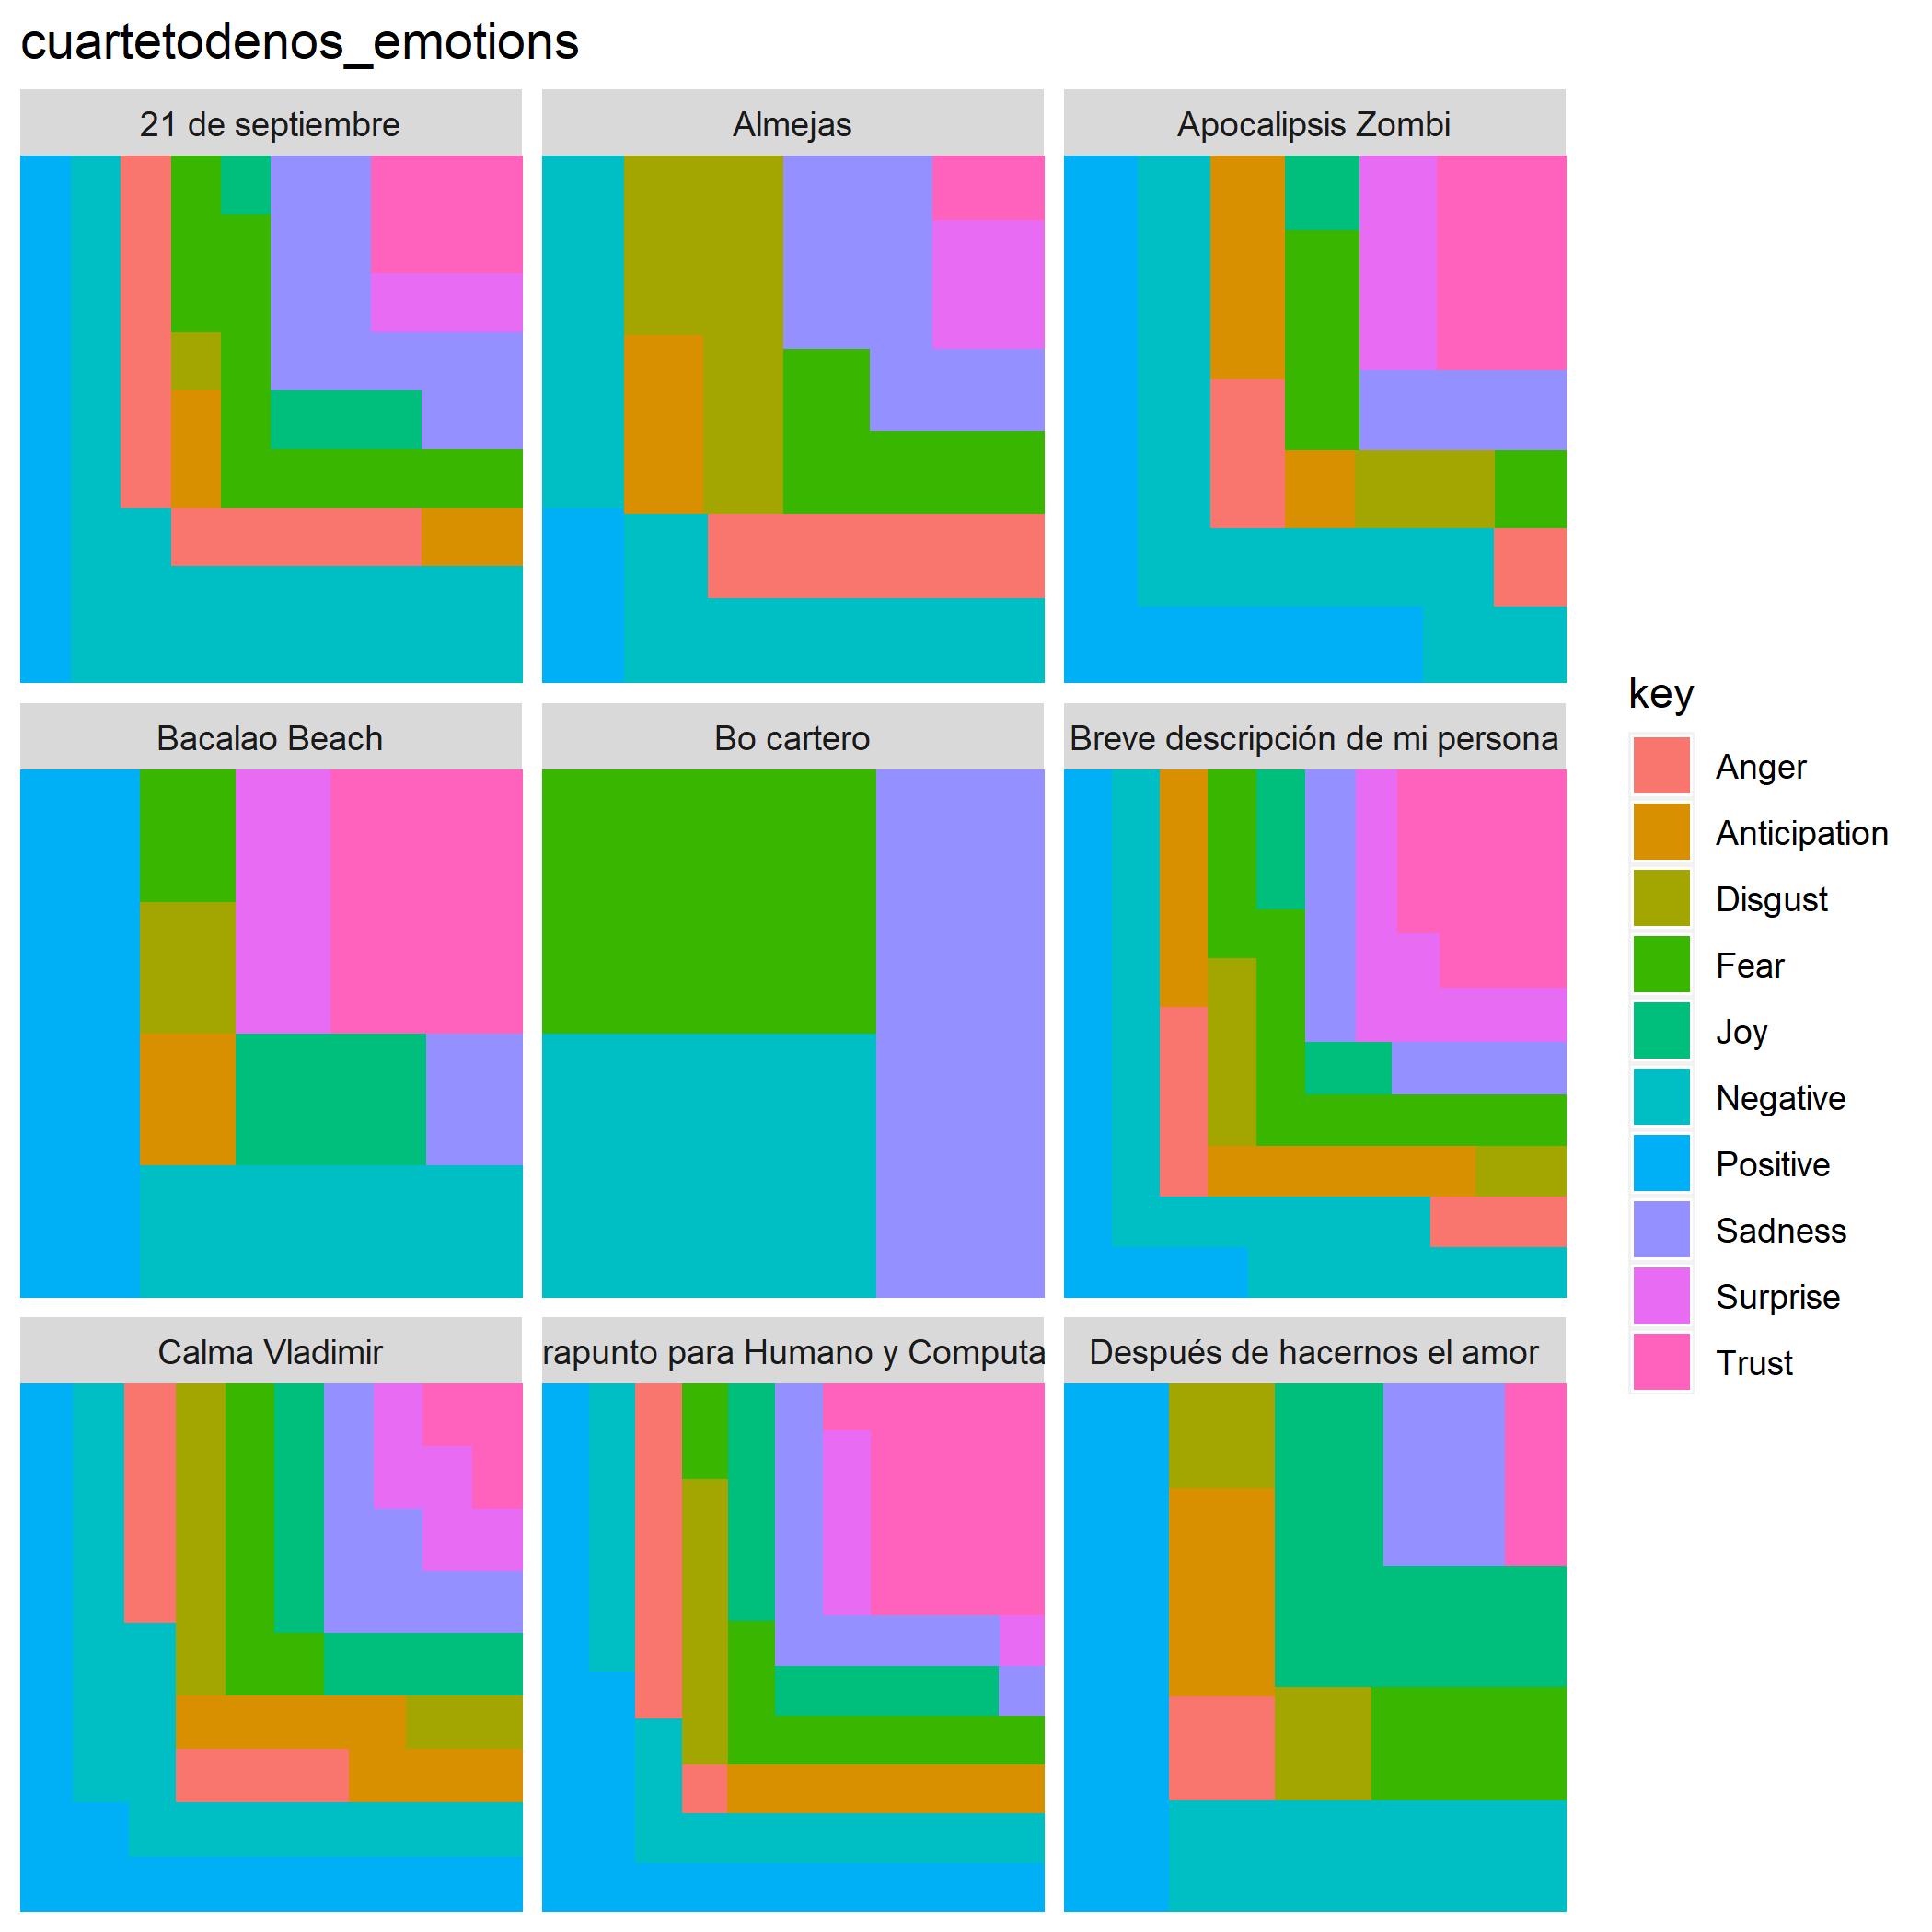 cuartetodenos_emotions
21 de septiembre
Almejas
Apocalipsis Zombi
Bacalao Beach
Bo cartero
Breve descripción de mi persona
Calma Vladimir
rapunto para Humano y Computa
Después de hacernos el amor
key
Anger
Anticipation
Disgust
Fear
Joy
Negative
Positive
Sadness
Surprise
Trust